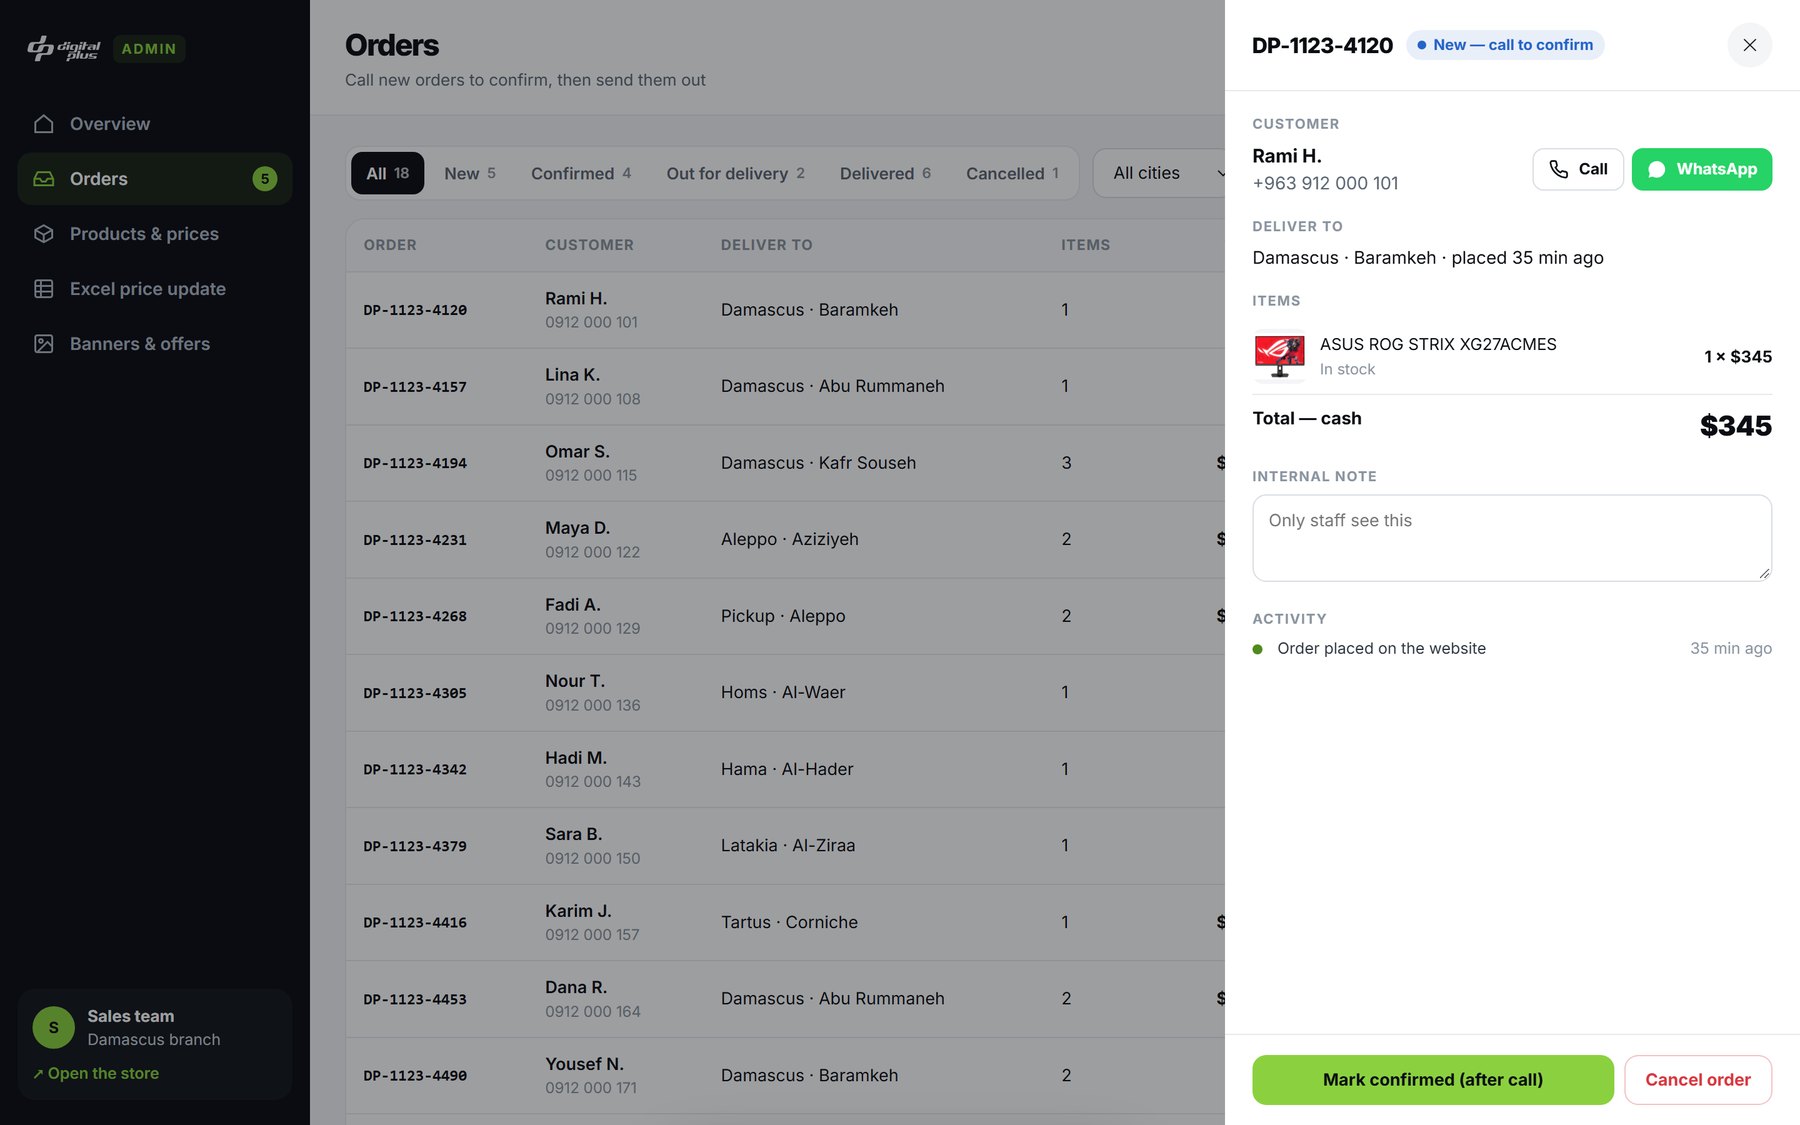 digital plus ADMIN
Overview
Orders 5
Products & prices
Excel price update
Banners & offers
S
Sales team
Damascus branch
↗ Open the store
Orders
Call new orders to confirm, then send them out
All 18 New 5 Confirmed 4 Out for delivery 2 Delivered 6 Cancelled 1 All cities
ORDER CUSTOMER DELIVER TO ITEMS
DP-1123-4120 Rami H. Damascus · Baramkeh 1
0912 000 101
DP-1123-4157 Lina K. Damascus · Abu Rummaneh 1
0912 000 108
DP-1123-4194 Omar S. Damascus · Kafr Souseh 3 $
0912 000 115
DP-1123-4231 Maya D. Aleppo · Aziziyeh 2 $
0912 000 122
DP-1123-4268 Fadi A. Pickup · Aleppo 2 $
0912 000 129
DP-1123-4305 Nour T. Homs · Al-Waer 1
0912 000 136
DP-1123-4342 Hadi M. Hama · Al-Hader 1
0912 000 143
DP-1123-4379 Sara B. Latakia · Al-Ziraa 1
0912 000 150
DP-1123-4416 Karim J. Tartus · Corniche 1 $
0912 000 157
DP-1123-4453 Dana R. Damascus · Abu Rummaneh 2 $
0912 000 164
DP-1123-4490 Yousef N. Damascus · Baramkeh 2
0912 000 171
DP-1123-4120 New — call to confirm
CUSTOMER
Rami H.
+963 912 000 101
Call WhatsApp
DELIVER TO
Damascus · Baramkeh · placed 35 min ago
ITEMS
ASUS ROG STRIX XG27ACMES
In stock
1 × $345
Total — cash $345
INTERNAL NOTE
Only staff see this
ACTIVITY
Order placed on the website 35 min ago
Mark confirmed (after call) Cancel order